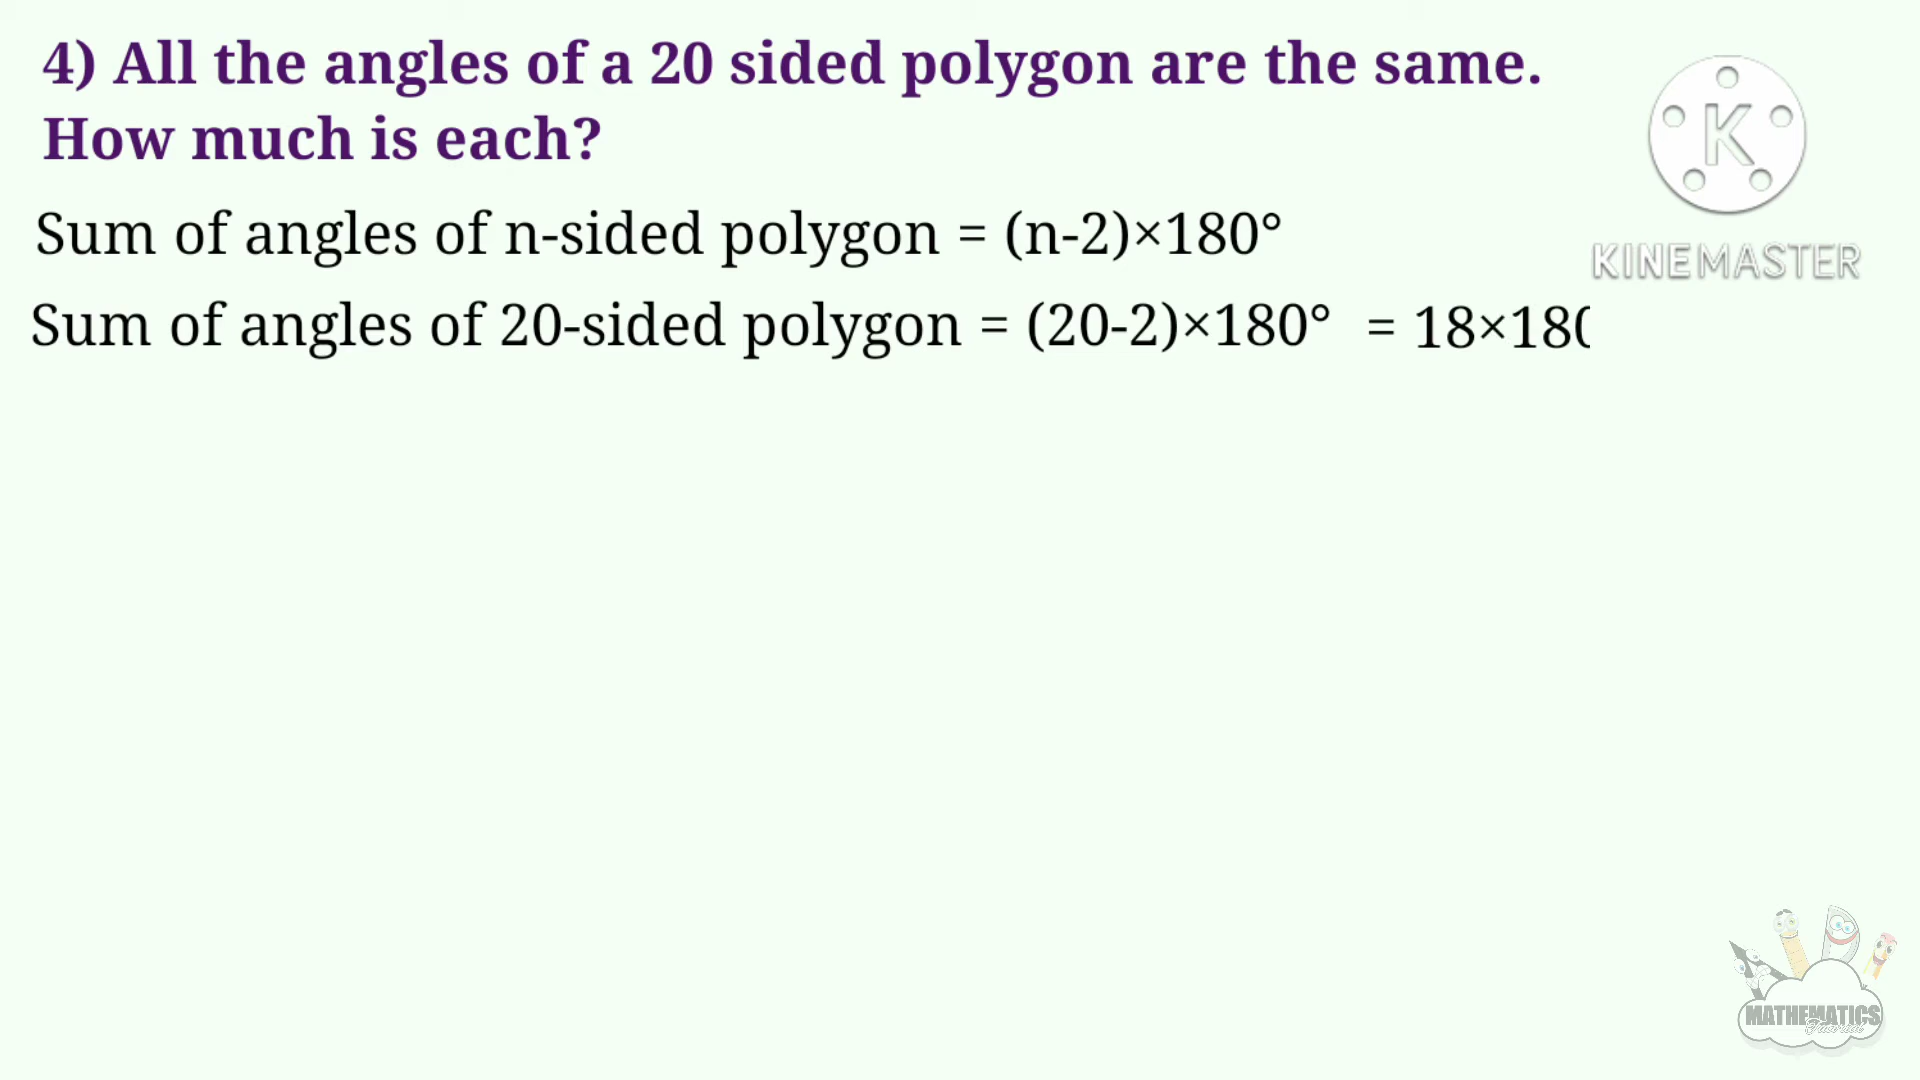 4) All the angles of a 20 sided polygon are the same.
How much is each?
Sum of angles of n-sided polygon = (n-2)×180°
Sum of angles of 20-sided polygon = (20-2)×180° = 18×180
K
KINEMASTER
MATHEMATICS